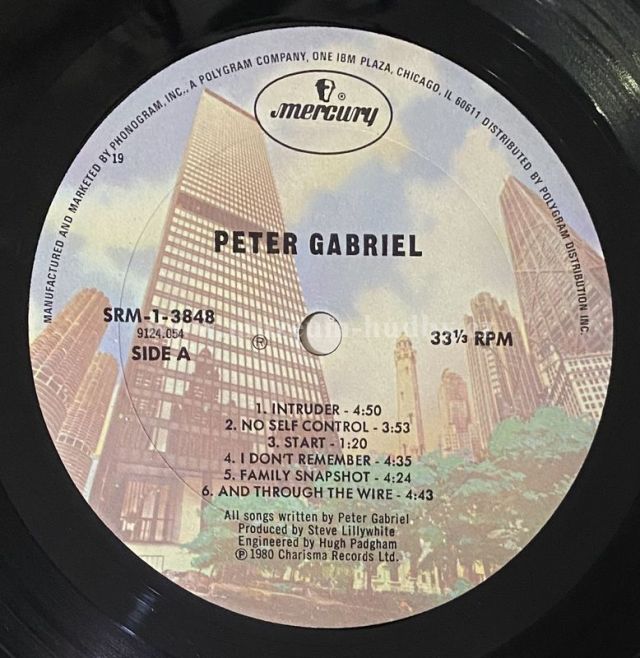 MANUFACTURED AND MARKETED BY PHONOGRAM, INC., A POLYGRAM COMPANY, ONE IBM PLAZA, CHICAGO, IL 60611 DISTRIBUTED BY POLYGRAM DISTRIBUTION INC.
19
®
mercury
PETER GABRIEL
SRM-1-3848
9124.054
SIDE A
℗
33⅓ RPM
1. INTRUDER - 4:50
2. NO SELF CONTROL - 3:53
3. START - 1:20
4. I DON'T REMEMBER - 4:35
5. FAMILY SNAPSHOT - 4:24
6. AND THROUGH THE WIRE - 4:43
All songs written by Peter Gabriel
Produced by Steve Lillywhite
Engineered by Hugh Padgham
℗ 1980 Charisma Records Ltd.